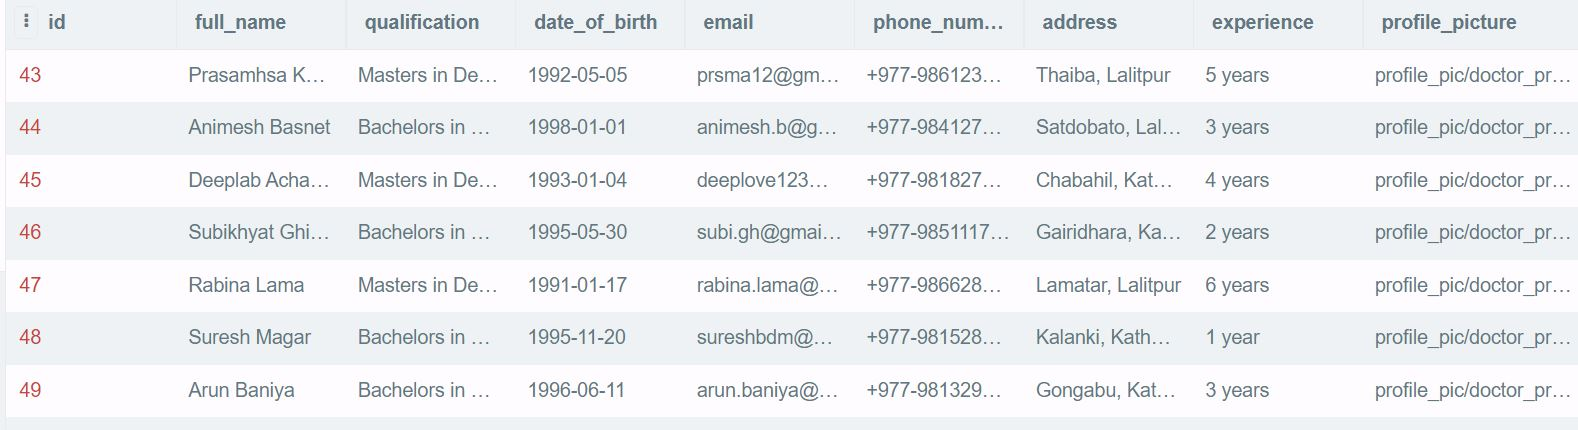 id full_name qualification date_of_birth email phone_num… address experience profile_picture
43 Prasamhsa K… Masters in De… 1992-05-05 prsma12@gm… +977-986123… Thaiba, Lalitpur 5 years profile_pic/doctor_pr…
44 Animesh Basnet Bachelors in … 1998-01-01 animesh.b@g… +977-984127… Satdobato, Lal… 3 years profile_pic/doctor_pr…
45 Deeplab Acha… Masters in De… 1993-01-04 deeplove123… +977-981827… Chabahil, Kat… 4 years profile_pic/doctor_pr…
46 Subikhyat Ghi… Bachelors in … 1995-05-30 subi.gh@gmai… +977-9851117… Gairidhara, Ka… 2 years profile_pic/doctor_pr…
47 Rabina Lama Masters in De… 1991-01-17 rabina.lama@… +977-986628… Lamatar, Lalitpur 6 years profile_pic/doctor_pr…
48 Suresh Magar Bachelors in … 1995-11-20 sureshbdm@… +977-981528… Kalanki, Kath… 1 year profile_pic/doctor_pr…
49 Arun Baniya Bachelors in … 1996-06-11 arun.baniya@… +977-981329… Gongabu, Kat… 3 years profile_pic/doctor_pr…